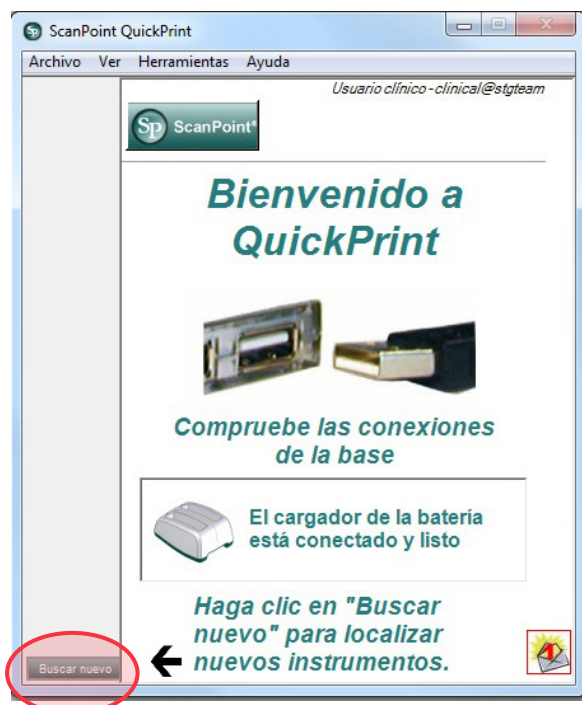 ScanPoint QuickPrint
Archivo Ver Herramientas Ayuda
Usuario clínico - clinical@stgteam
Sp ScanPoint®
Bienvenido a
QuickPrint
Compruebe las conexiones
de la base
El cargador de la batería
está conectado y listo
Haga clic en "Buscar
nuevo" para localizar
nuevos instrumentos.
Buscar nuevo